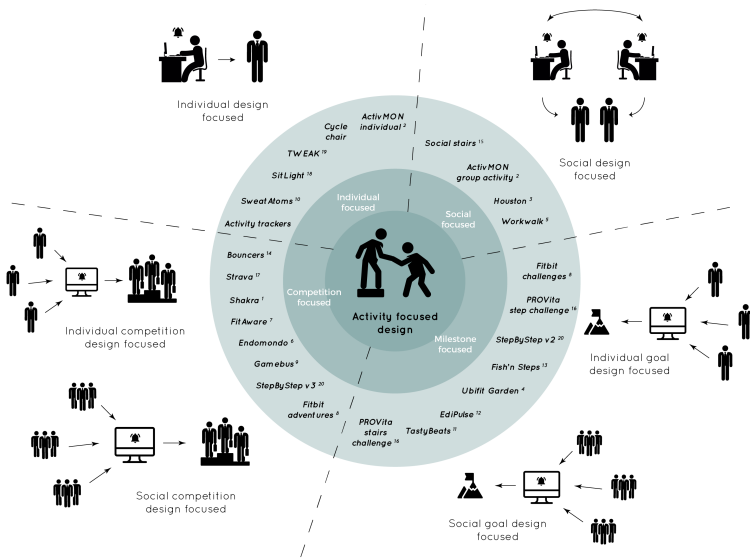 Individual design
focused
Social design
focused
ActivMON
individual 2
Cycle
chair
TWEAK 19
SitLight 18
SweatAtoms 10
Activity trackers
Individual
focused
Social stairs 15
ActivMON
group activity 2
Houston 3
Workwalk 9
Social
focused
Bouncers 14
Strava 17
Shakra 1
FitAware 7
Endomondo 6
Gamebus 9
StepByStep v 3 20
Fitbit
adventures 8
Competition
focused
Activity focused
design
Milestone
focused
Fitbit
challenges 8
PROVita
step challenge 16
StepByStep v2 20
Fish'n Steps 13
Ubifit Garden 4
EdiPulse 12
TastyBeats 11
PROVita
stairs
challenge 16
Individual competition
design focused
Individual goal
design focused
Social competition
design focused
Social goal design
focused